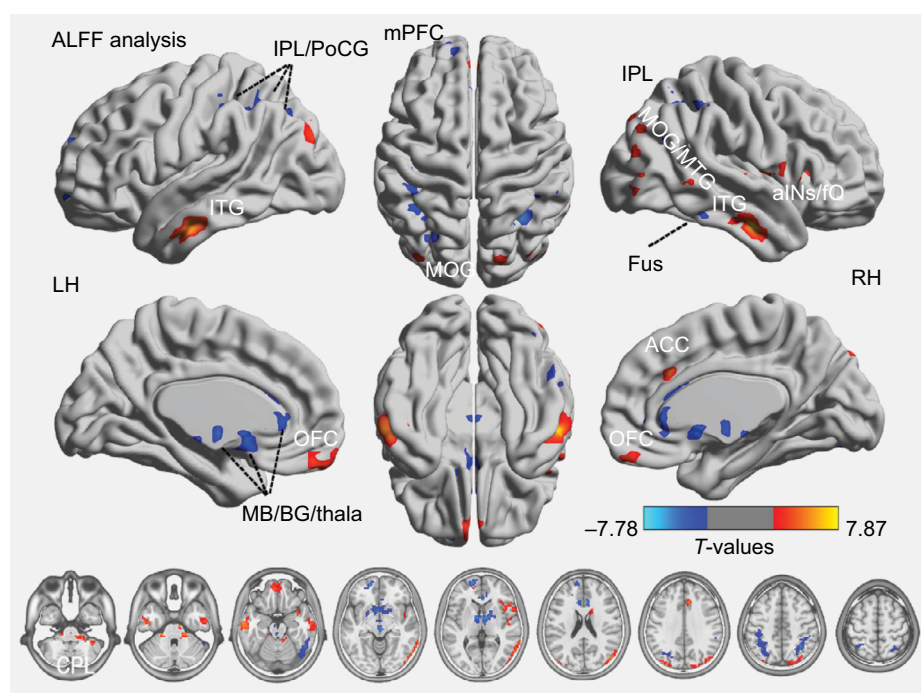 ALFF analysis
IPL/PoCG
mPFC
IPL
MOG/MTG
ITG
aINs/fO
ITG
MOG
Fus
LH
RH
ACC
OFC
OFC
MB/BG/thala
–7.78
7.87
T-values
CPL